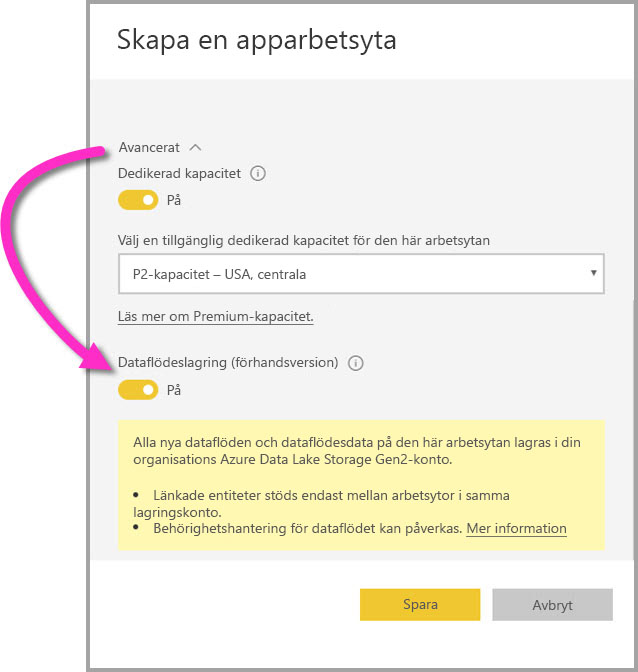 Skapa en apparbetsyta
Avancerat
Dedikerad kapacitet
På
Välj en tillgänglig dedikerad kapacitet för den här arbetsytan
P2-kapacitet – USA, centrala
Läs mer om Premium-kapacitet.
Dataflödeslagring (förhandsversion)
På
Alla nya dataflöden och dataflödesdata på den här arbetsytan lagras i din
organisations Azure Data Lake Storage Gen2-konto.
• Länkade entiteter stöds endast mellan arbetsytor i samma
lagringskonto.
• Behörighetshantering för dataflödet kan påverkas. Mer information
Spara
Avbryt